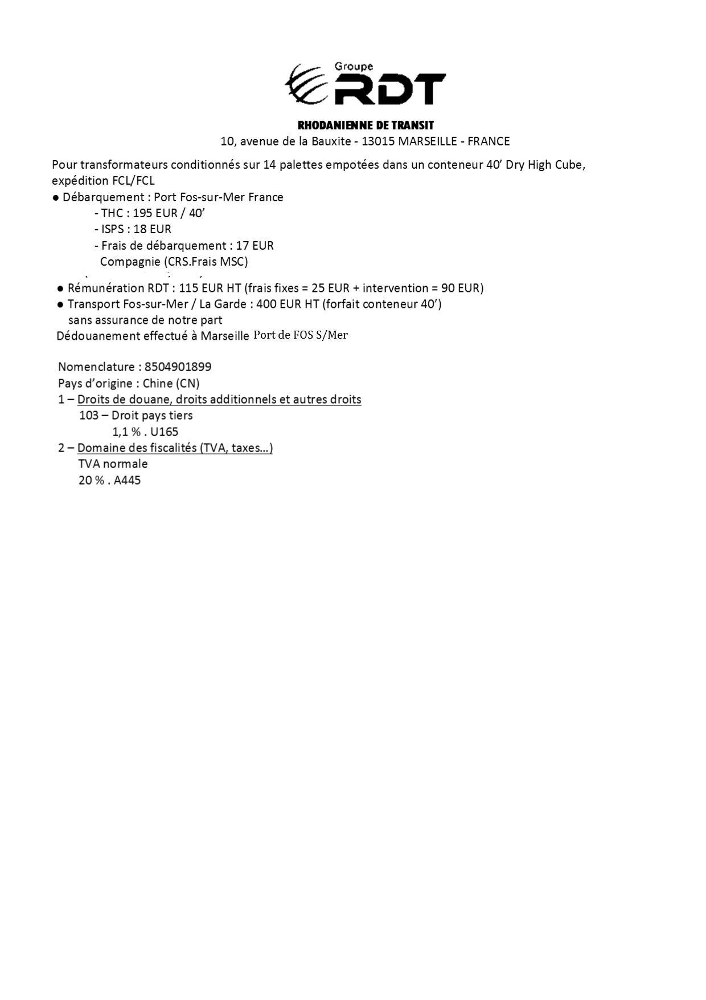 Groupe
RDT
RHODANIENNE DE TRANSIT
10, avenue de la Bauxite - 13015 MARSEILLE - FRANCE
Pour transformateurs conditionnés sur 14 palettes empotées dans un conteneur 40’ Dry High Cube,
expédition FCL/FCL
● Débarquement : Port Fos-sur-Mer France
- THC : 195 EUR / 40’
- ISPS : 18 EUR
- Frais de débarquement : 17 EUR
Compagnie (CRS.Frais MSC)
● Rémunération RDT : 115 EUR HT (frais fixes = 25 EUR + intervention = 90 EUR)
● Transport Fos-sur-Mer / La Garde : 400 EUR HT (forfait conteneur 40’)
sans assurance de notre part
Dédouanement effectué à Marseille Port de FOS S/Mer
Nomenclature : 8504901899
Pays d’origine : Chine (CN)
1 – Droits de douane, droits additionnels et autres droits
103 – Droit pays tiers
1,1 % . U165
2 – Domaine des fiscalités (TVA, taxes…)
TVA normale
20 % . A445